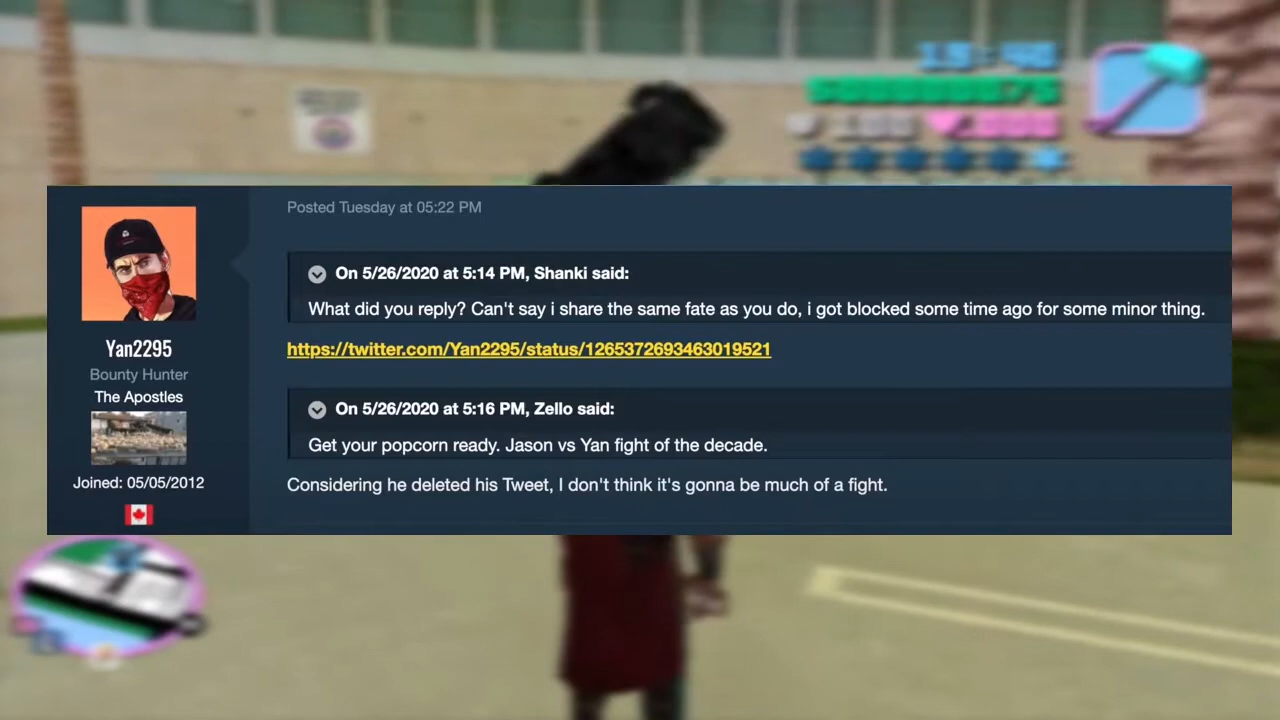 Posted Tuesday at 05:22 PM
On 5/26/2020 at 5:14 PM, Shanki said:
What did you reply? Can't say i share the same fate as you do, i got blocked some time ago for some minor thing.
https://twitter.com/Yan2295/status/1265372693463019521
On 5/26/2020 at 5:16 PM, Zello said:
Get your popcorn ready. Jason vs Yan fight of the decade.
Considering he deleted his Tweet, I don't think it's gonna be much of a fight.
Yan2295
Bounty Hunter
The Apostles
Joined: 05/05/2012